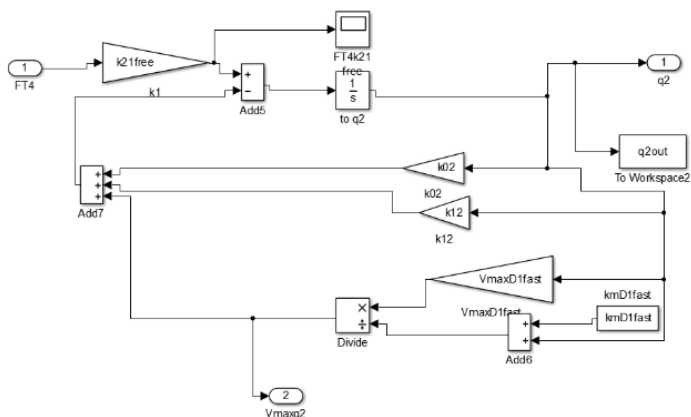 1
FT4
k21free
k1
+
−
Add5
FT4k21
free
1
s
to q2
1
q2
q2out
To Workspace2
+
+
+
Add7
k02
k02
k12
k12
VmaxD1fast
VmaxD1fast
kmD1fast
kmD1fast
×
÷
Divide
+
+
Add6
2
Vmaxq2